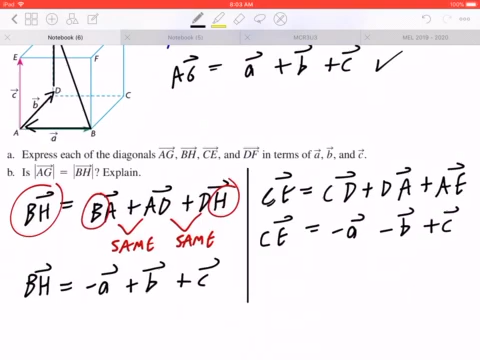 iPad
8:03 AM
Notebook (6)
Notebook (6)
MCR3U5
MEL 2019 - 2020
E
F
D
C
A
B
c⃗
b⃗
a⃗
AG⃗ = a⃗ + b⃗ + c⃗ ✓
a. Express each of the diagonals AG⃗, BH⃗, CE⃗, and DF⃗ in terms of a⃗, b⃗, and c⃗.
b. Is |AG⃗| = |BH⃗|? Explain.
BH⃗ = BA⃗ + AD⃗ + DH⃗
SAME SAME
BH⃗ = -a⃗ + b⃗ + c⃗
CE⃗ = CD⃗ + DA⃗ + AE⃗
CE⃗ = -a⃗ - b⃗ + c⃗